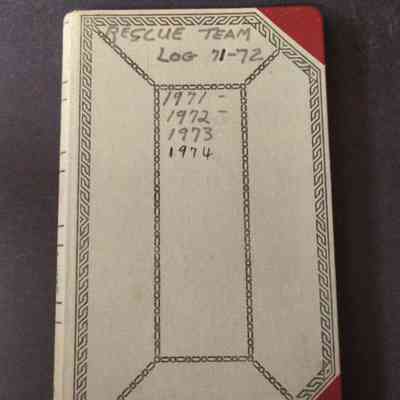 RESCUE TEAM
LOG 71-72
1971 -
1972 -
1973
1974